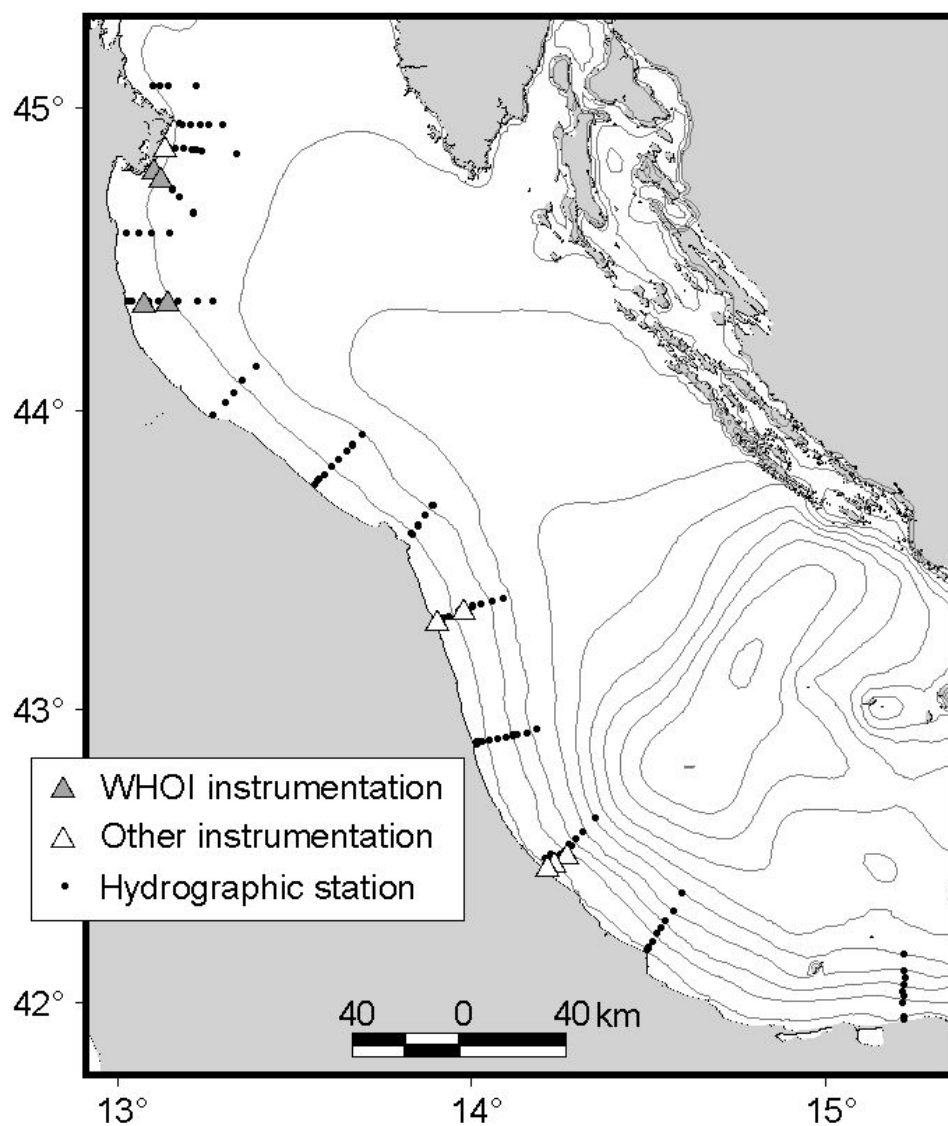 45°
44°
43°
WHOI instrumentation
Other instrumentation
Hydrographic station
42°
40 0 40 km
13° 14° 15°